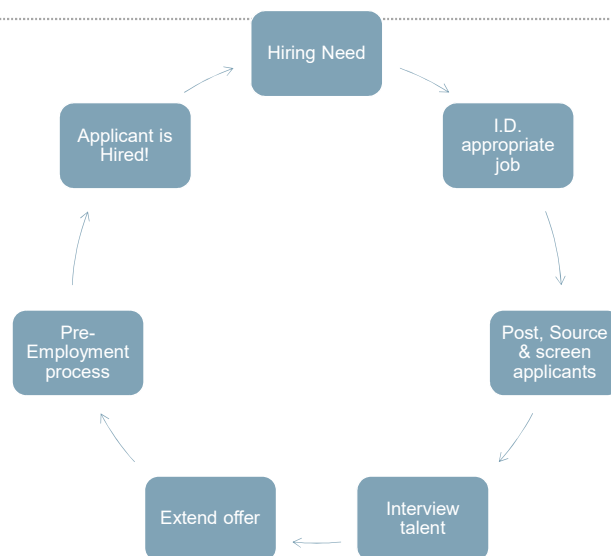 Hiring Need
I.D.
appropriate
job
Post, Source
& screen
applicants
Interview
talent
Extend offer
Pre-
Employment
process
Applicant is
Hired!